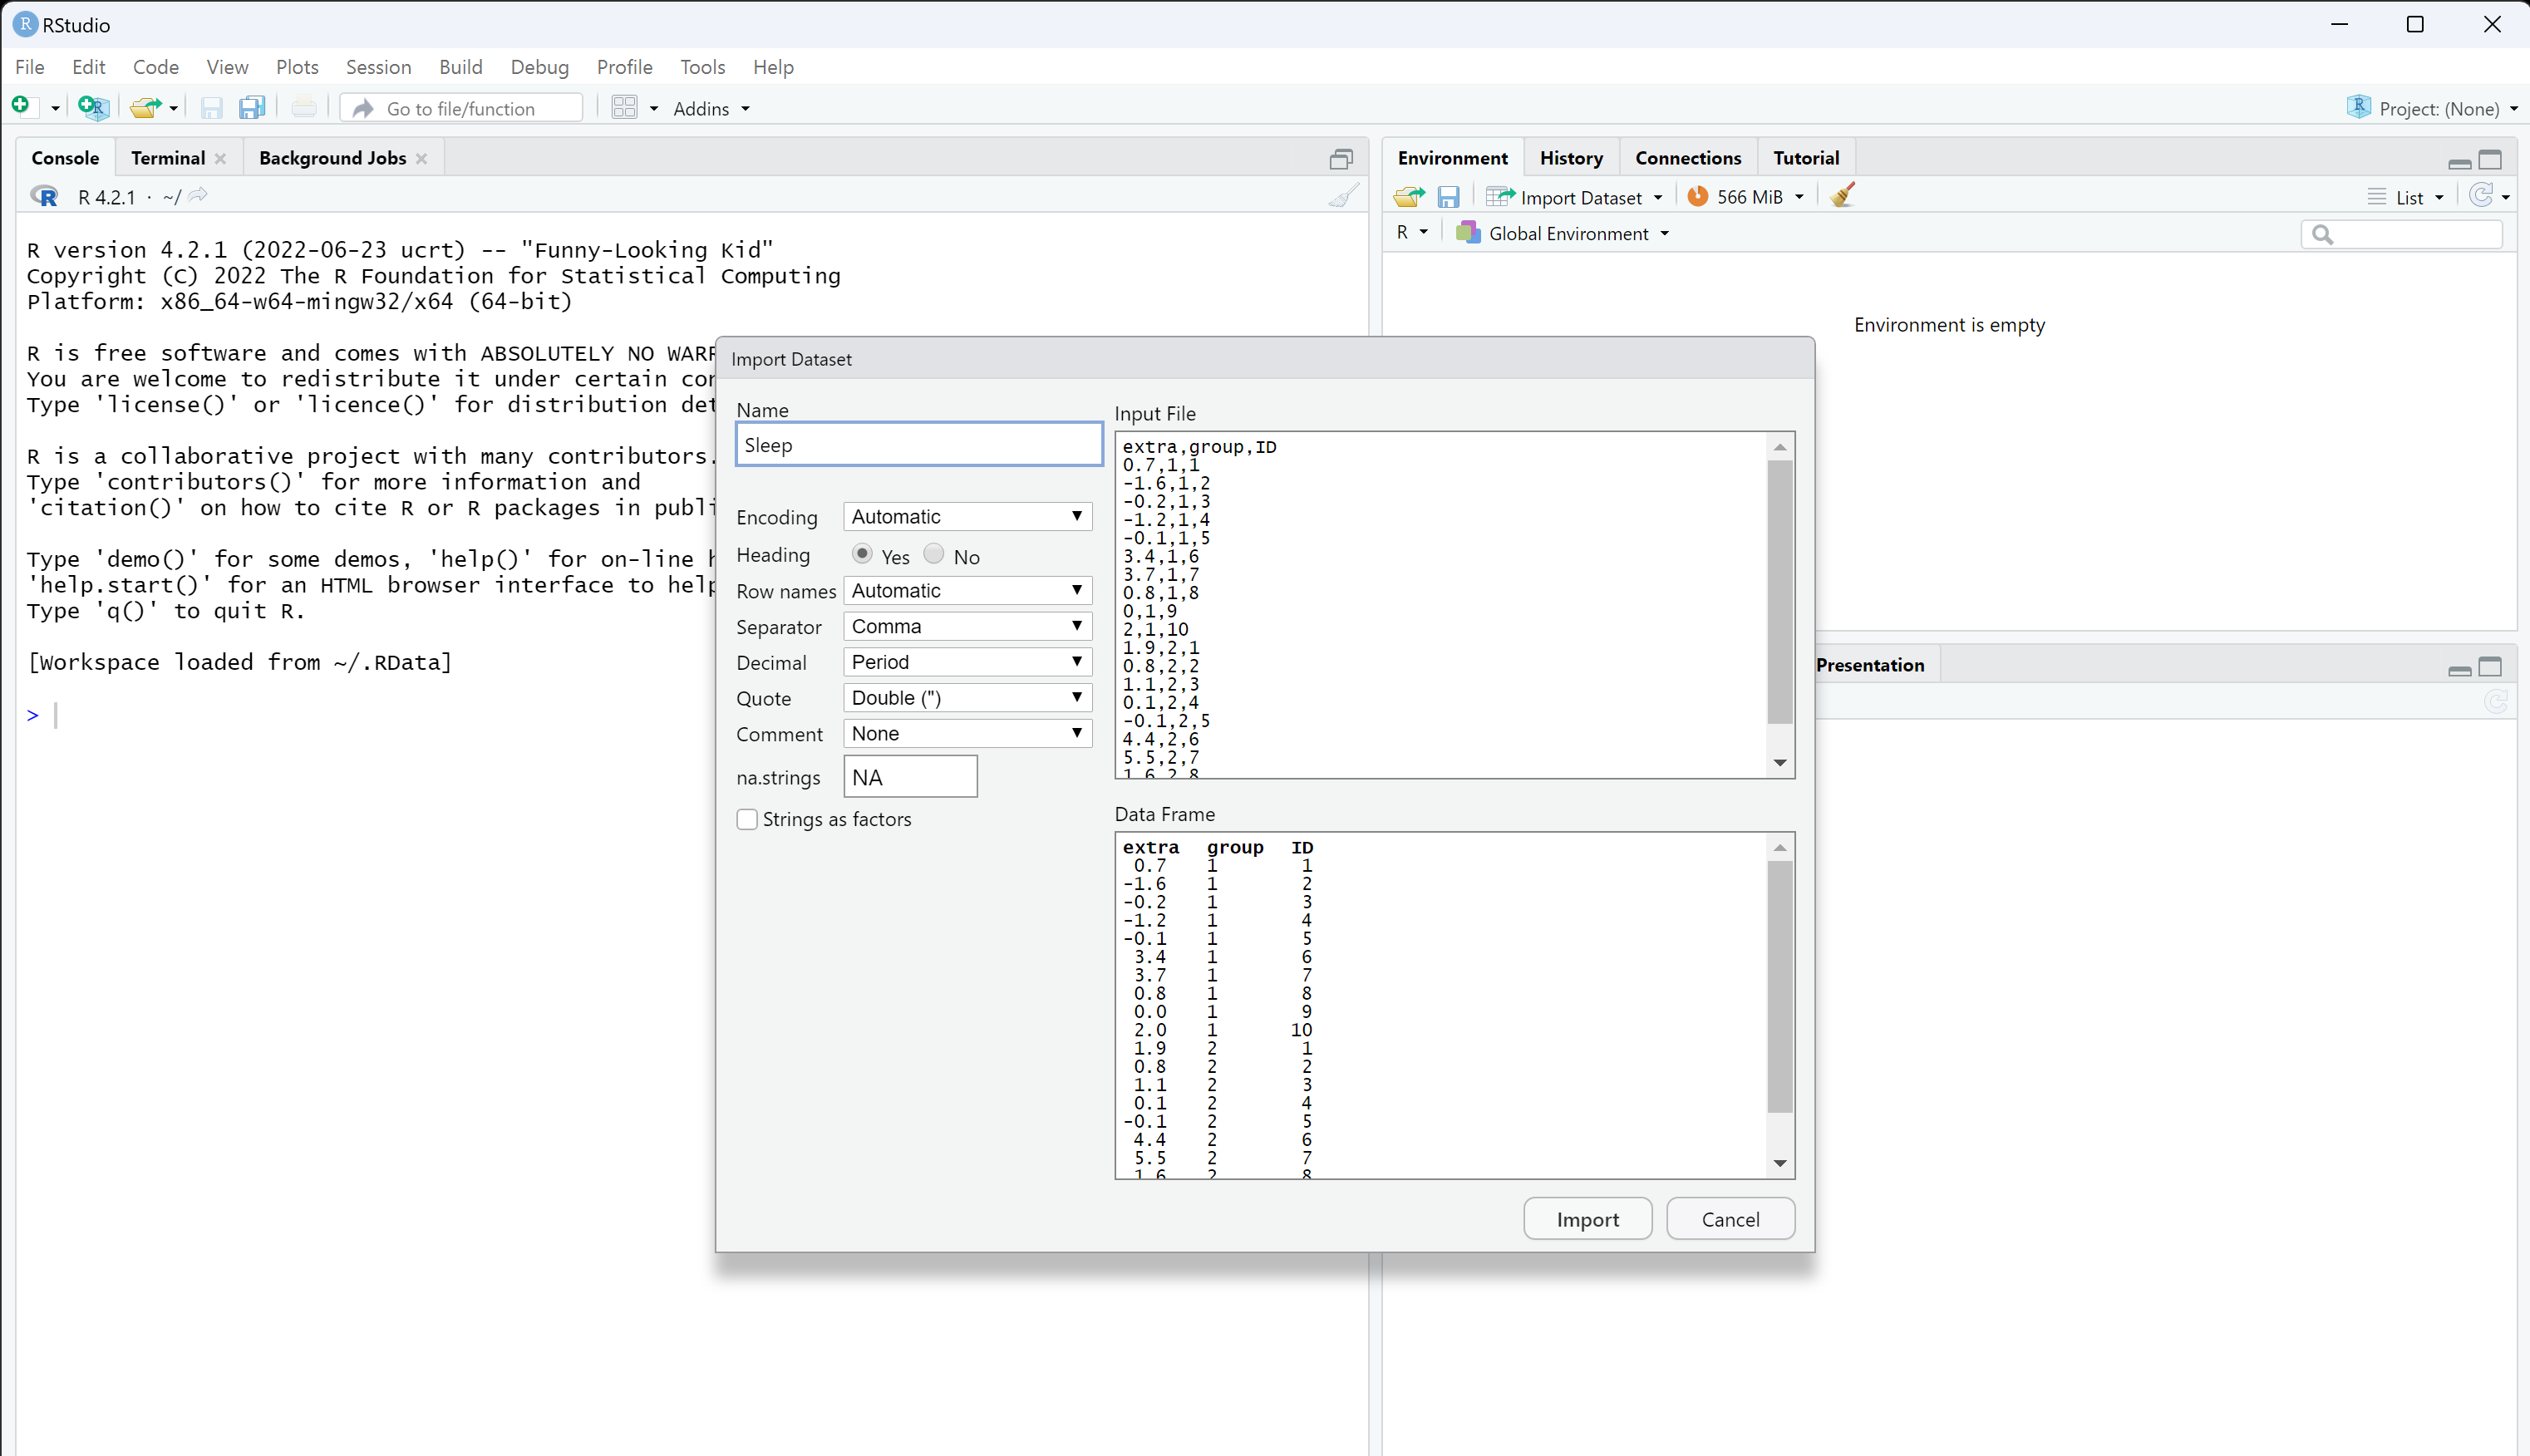 RStudio
File Edit Code View Plots Session Build Debug Profile Tools Help
Go to file/function Addins Project: (None)
Console Terminal Background Jobs
R 4.2.1 · ~/
R version 4.2.1 (2022-06-23 ucrt) -- "Funny-Looking Kid"
Copyright (C) 2022 The R Foundation for Statistical Computing
Platform: x86_64-w64-mingw32/x64 (64-bit)
R is free software and comes with ABSOLUTELY NO
You are welcome to redistribute it under certain
Type 'license()' or 'licence()' for distribution
R is a collaborative project with many contributors.
Type 'contributors()' for more information and
'citation()' on how to cite R or R packages in
Type 'demo()' for some demos, 'help()' for on-line
'help.start()' for an HTML browser interface to
Type 'q()' to quit R.
[Workspace loaded from ~/.RData]
>
Environment History Connections Tutorial
Import Dataset 566 MiB List
R Global Environment
Environment is empty
Presentation
Import Dataset
Name
Sleep
Encoding Automatic
Heading Yes No
Row names Automatic
Separator Comma
Decimal Period
Quote Double (")
Comment None
na.strings NA
Strings as factors
Input File
extra,group,ID
0.7,1,1
-1.6,1,2
-0.2,1,3
-1.2,1,4
-0.1,1,5
3.4,1,6
3.7,1,7
0.8,1,8
0,1,9
2,1,10
1.9,2,1
0.8,2,2
1.1,2,3
0.1,2,4
-0.1,2,5
4.4,2,6
5.5,2,7
1.6,2,8
Data Frame
extra group ID
0.7 1 1
-1.6 1 2
-0.2 1 3
-1.2 1 4
-0.1 1 5
3.4 1 6
3.7 1 7
0.8 1 8
0.0 1 9
2.0 1 10
1.9 2 1
0.8 2 2
1.1 2 3
0.1 2 4
-0.1 2 5
4.4 2 6
5.5 2 7
1.6 2 8
Import Cancel